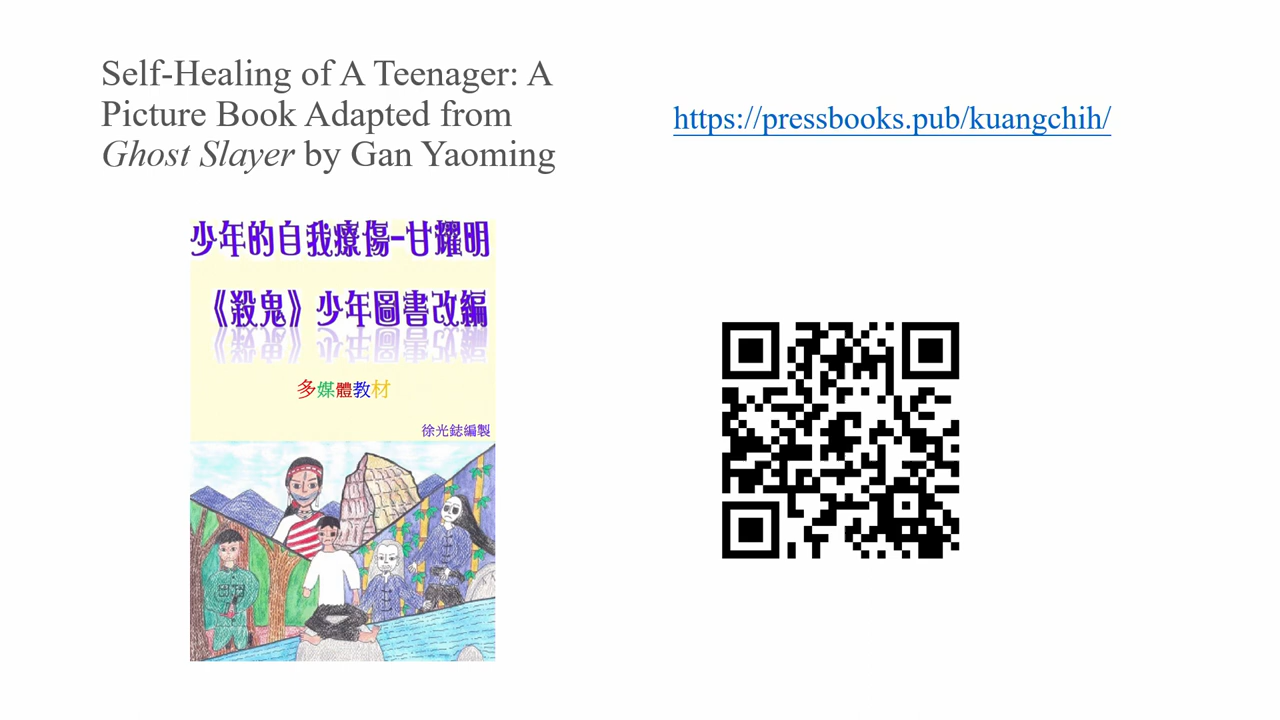 Self-Healing of A Teenager: A
Picture Book Adapted from
Ghost Slayer by Gan Yaoming
https://pressbooks.pub/kuangchih/
少年的自我療傷-甘耀明
《殺鬼》少年圖書改編
多媒體教材
徐光誌編製